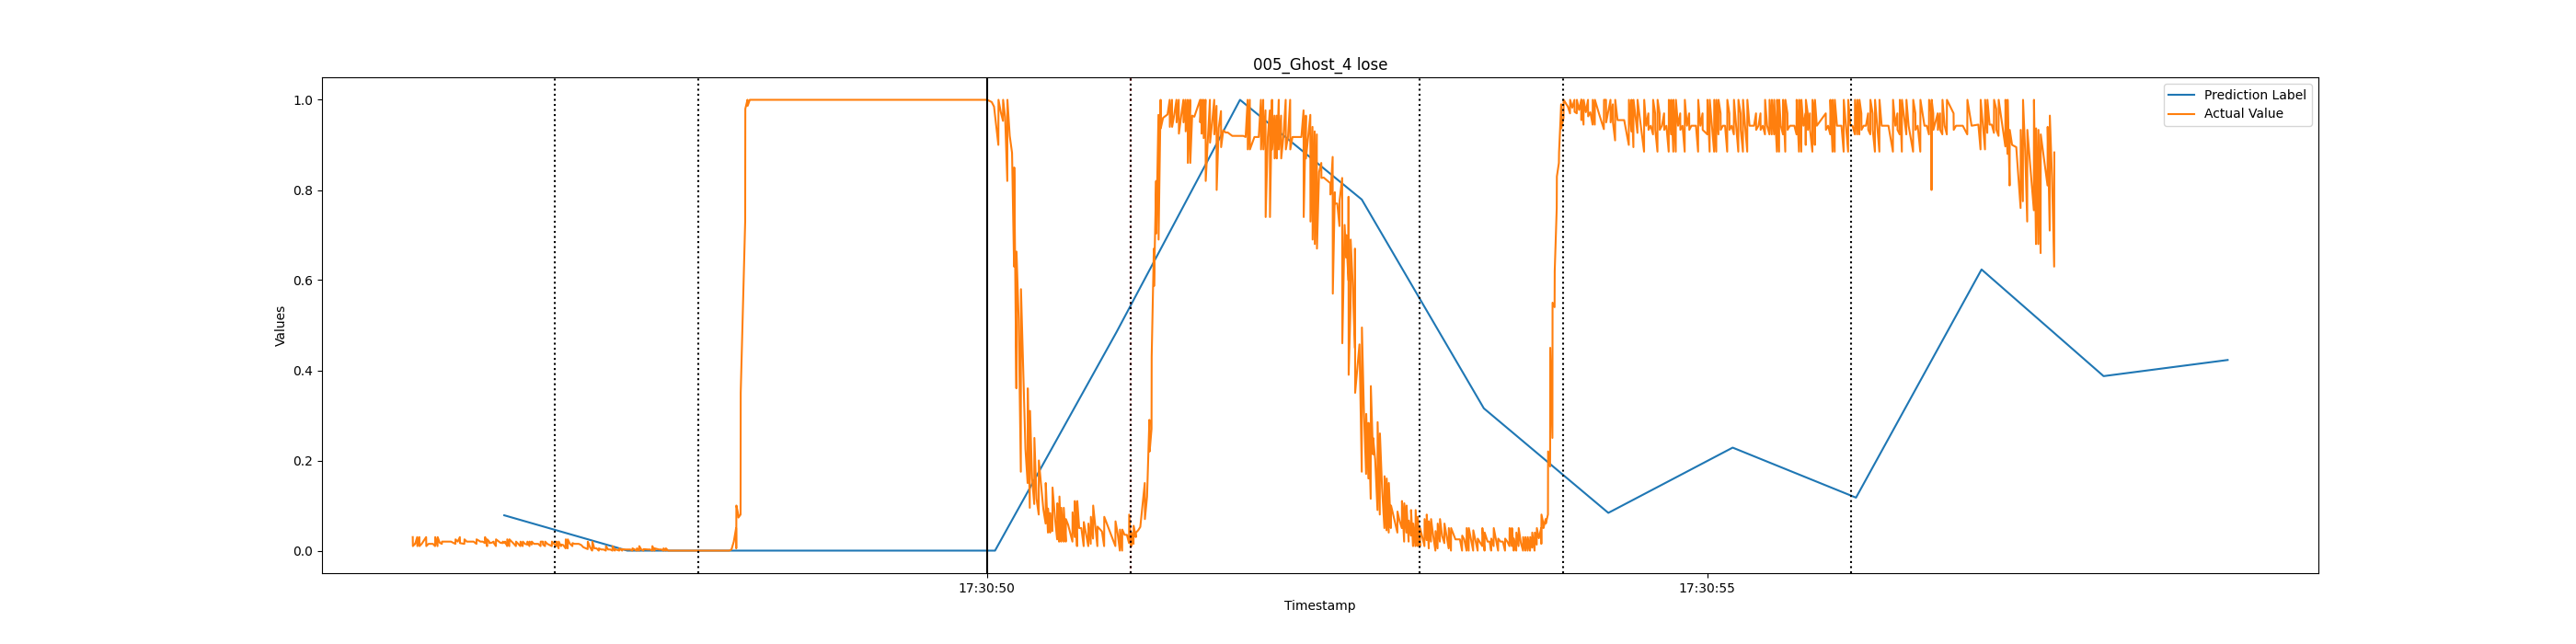 005_Ghost_4 lose
1.0
0.8
0.6
0.4
0.2
0.0
Values
17:30:50
17:30:55
Timestamp
Prediction Label
Actual Value